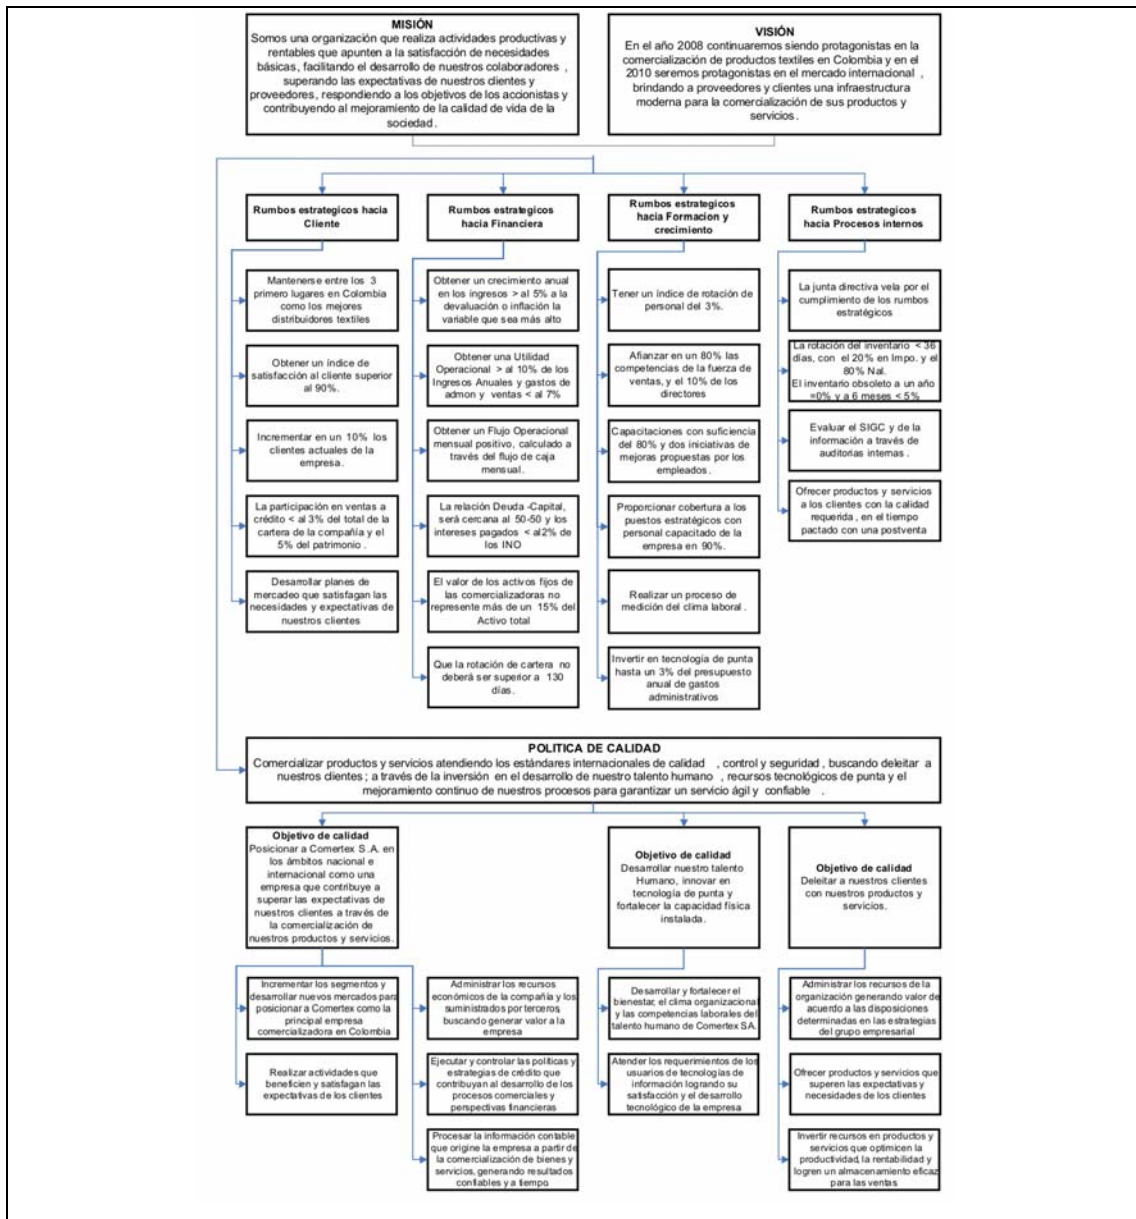 MISIÓN
Somos una organización que realiza actividades productivas y
rentables que apunten a la satisfacción de necesidades
básicas, facilitando el desarrollo de nuestros colaboradores ,
superando las expectativas de nuestros clientes y
proveedores, respondiendo a los objetivos de los accionistas y
contribuyendo al mejoramiento de la calidad de vida de la
sociedad.
VISIÓN
En el año 2008 continuaremos siendo protagonistas en la
comercialización de productos textiles en Colombia y en el
2010 seremos protagonistas en el mercado internacional ,
brindando a proveedores y clientes una infraestructura
moderna para la comercialización de sus productos y
servicios.
Rumbos estrategicos hacia
Cliente
Mantenerse entre los 3
primero lugares en Colombia
como los mejores
distribuidores textiles
Obtener un índice de
satisfacción al cliente superior
al 90%.
Incrementar en un 10% los
clientes actuales de la
empresa.
La participación en ventas a
crédito < al 3% del total de la
cartera de la compañía y el
5% del patrimonio .
Desarrollar planes de
mercadeo que satisfagan las
necesidades y expectativas de
nuestros clientes
Rumbos estrategicos
hacia Financiera
Obtener un crecimiento anual
en los ingresos > al 5% a la
devaluación o inflación la
variable que sea más alto
Obtener una Utilidad
Operacional > al 10% de los
Ingresos Anuales y gastos de
admon y ventas < al 7%
Obtener un Flujo Operacional
mensual positivo, calculado a
través del flujo de caja
mensual.
La relación Deuda -Capital,
será cercana al 50-50 y los
intereses pagados < al2% de
los INO
El valor de los activos fijos de
las comercializadoras no
represente más de un 15% del
Activo total
Que la rotación de cartera no
deberá ser superior a 130
días.
Rumbos estrategicos
hacia Formacion y
crecimiento
Tener un índice de rotación de
personal del 3%.
Afianzar en un 80% las
competencias de la fuerza de
ventas, y el 10% de los
directores
Capacitaciones con suficiencia
del 80% y dos iniciativas de
mejoras propuestas por los
empleados.
Proporcionar cobertura a los
puestos estratégicos con
personal capacitado de la
empresa en 90%.
Realizar un proceso de
medición del clima laboral .
Invertir en tecnología de punta
hasta un 3% del presupuesto
anual de gastos
administrativos
Rumbos estrategicos
hacia Procesos internos
La junta directiva vela por el
cumplimiento de los rumbos
estratégicos
La rotación del inventario < 36
días, con el 20% en Impo. y el
80% Nal.
El inventario obsoleto a un año
=0% y a 6 meses < 5%
Evaluar el SIGC y de la
información a través de
auditorias internas .
Ofrecer productos y servicios
a los clientes con la calidad
requerida, en el tiempo
pactado con una postventa
POLITICA DE CALIDAD
Comercializar productos y servicios atendiendo los estándares internacionales de calidad , control y seguridad, buscando deleitar a
nuestros clientes; a través de la inversión en el desarrollo de nuestro talento humano , recursos tecnológicos de punta y el
mejoramiento continuo de nuestros procesos para garantizar un servicio ágil y confiable .
Objetivo de calidad
Posicionar a Comertex S.A. en
los ámbitos nacional e
internacional como una
empresa que contribuye a
superar las expectativas de
nuestros clientes a través de
la comercialización de
nuestros productos y servicios.
Incrementar los segmentos y
desarrollar nuevos mercados para
posicionar a Comertex como la
principal empresa
comercializadora en Colombia
Realizar actividades que
beneficien y satisfagan las
expectativas de los clientes
Administrar los recursos
económicos de la compañía y los
suministrados por terceros,
buscando generar valor a la
empresa
Ejecutar y controlar las políticas y
estrategias de crédito que
contribuyan al desarrollo de los
procesos comerciales y
perspectivas financieras
Procesar la información contable
que origine la empresa a partir de
la comercialización de bienes y
servicios, generando resultados
confiables y a tiempo.
Objetivo de calidad
Desarrollar nuestro talento
Humano, innovar en
tecnología de punta y
fortalecer la capacidad física
instalada.
Desarrollar y fortalecer el
bienestar, el clima organizacional
y las competencias laborales del
talento humano de Comertex SA.
Atender los requerimientos de los
usuarios de tecnologías de
información logrando su
satisfacción y el desarrollo
tecnológico de la empresa
Objetivo de calidad
Deleitar a nuestros clientes
con nuestros productos y
servicios.
Administrar los recursos de la
organización generando valor de
acuerdo a las disposiciones
determinadas en las estrategias
del grupo empresarial
Ofrecer productos y servicios que
superen las expectativas y
necesidades de los clientes
Invertir recursos en productos y
servicios que optimicen la
productividad, la rentabilidad y
logren un almacenamiento eficaz
para las ventas